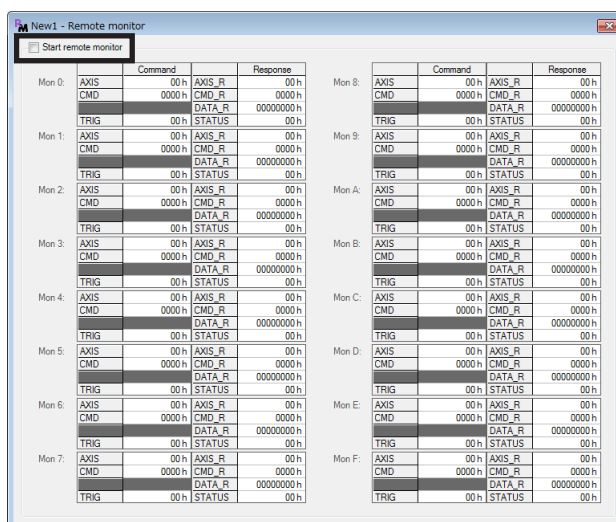 New1 - Remote monitor
Start remote monitor
Command Response Command Response
Mon 0: AXIS 00 h AXIS_R 00 h Mon 8: AXIS 00 h AXIS_R 00 h
CMD 0000 h CMD_R 0000 h CMD 0000 h CMD_R 0000 h
DATA_R 00000000 h DATA_R 00000000 h
TRIG 00 h STATUS 00 h TRIG 00 h STATUS 00 h
Mon 1: AXIS 00 h AXIS_R 00 h Mon 9: AXIS 00 h AXIS_R 00 h
CMD 0000 h CMD_R 0000 h CMD 0000 h CMD_R 0000 h
DATA_R 00000000 h DATA_R 00000000 h
TRIG 00 h STATUS 00 h TRIG 00 h STATUS 00 h
Mon 2: AXIS 00 h AXIS_R 00 h Mon A: AXIS 00 h AXIS_R 00 h
CMD 0000 h CMD_R 0000 h CMD 0000 h CMD_R 0000 h
DATA_R 00000000 h DATA_R 00000000 h
TRIG 00 h STATUS 00 h TRIG 00 h STATUS 00 h
Mon 3: AXIS 00 h AXIS_R 00 h Mon B: AXIS 00 h AXIS_R 00 h
CMD 0000 h CMD_R 0000 h CMD 0000 h CMD_R 0000 h
DATA_R 00000000 h DATA_R 00000000 h
TRIG 00 h STATUS 00 h TRIG 00 h STATUS 00 h
Mon 4: AXIS 00 h AXIS_R 00 h Mon C: AXIS 00 h AXIS_R 00 h
CMD 0000 h CMD_R 0000 h CMD 0000 h CMD_R 0000 h
DATA_R 00000000 h DATA_R 00000000 h
TRIG 00 h STATUS 00 h TRIG 00 h STATUS 00 h
Mon 5: AXIS 00 h AXIS_R 00 h Mon D: AXIS 00 h AXIS_R 00 h
CMD 0000 h CMD_R 0000 h CMD 0000 h CMD_R 0000 h
DATA_R 00000000 h DATA_R 00000000 h
TRIG 00 h STATUS 00 h TRIG 00 h STATUS 00 h
Mon 6: AXIS 00 h AXIS_R 00 h Mon E: AXIS 00 h AXIS_R 00 h
CMD 0000 h CMD_R 0000 h CMD 0000 h CMD_R 0000 h
DATA_R 00000000 h DATA_R 00000000 h
TRIG 00 h STATUS 00 h TRIG 00 h STATUS 00 h
Mon 7: AXIS 00 h AXIS_R 00 h Mon F: AXIS 00 h AXIS_R 00 h
CMD 0000 h CMD_R 0000 h CMD 0000 h CMD_R 0000 h
DATA_R 00000000 h DATA_R 00000000 h
TRIG 00 h STATUS 00 h TRIG 00 h STATUS 00 h